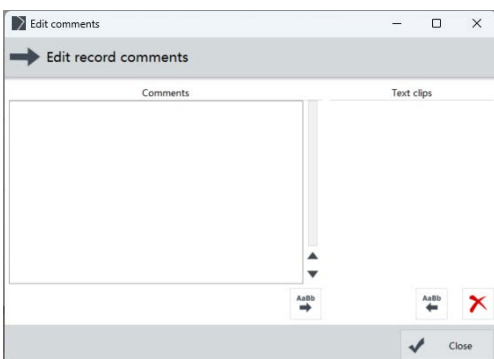 Edit comments
Edit record comments
Comments
Text clips
AaBb
AaBb
Close